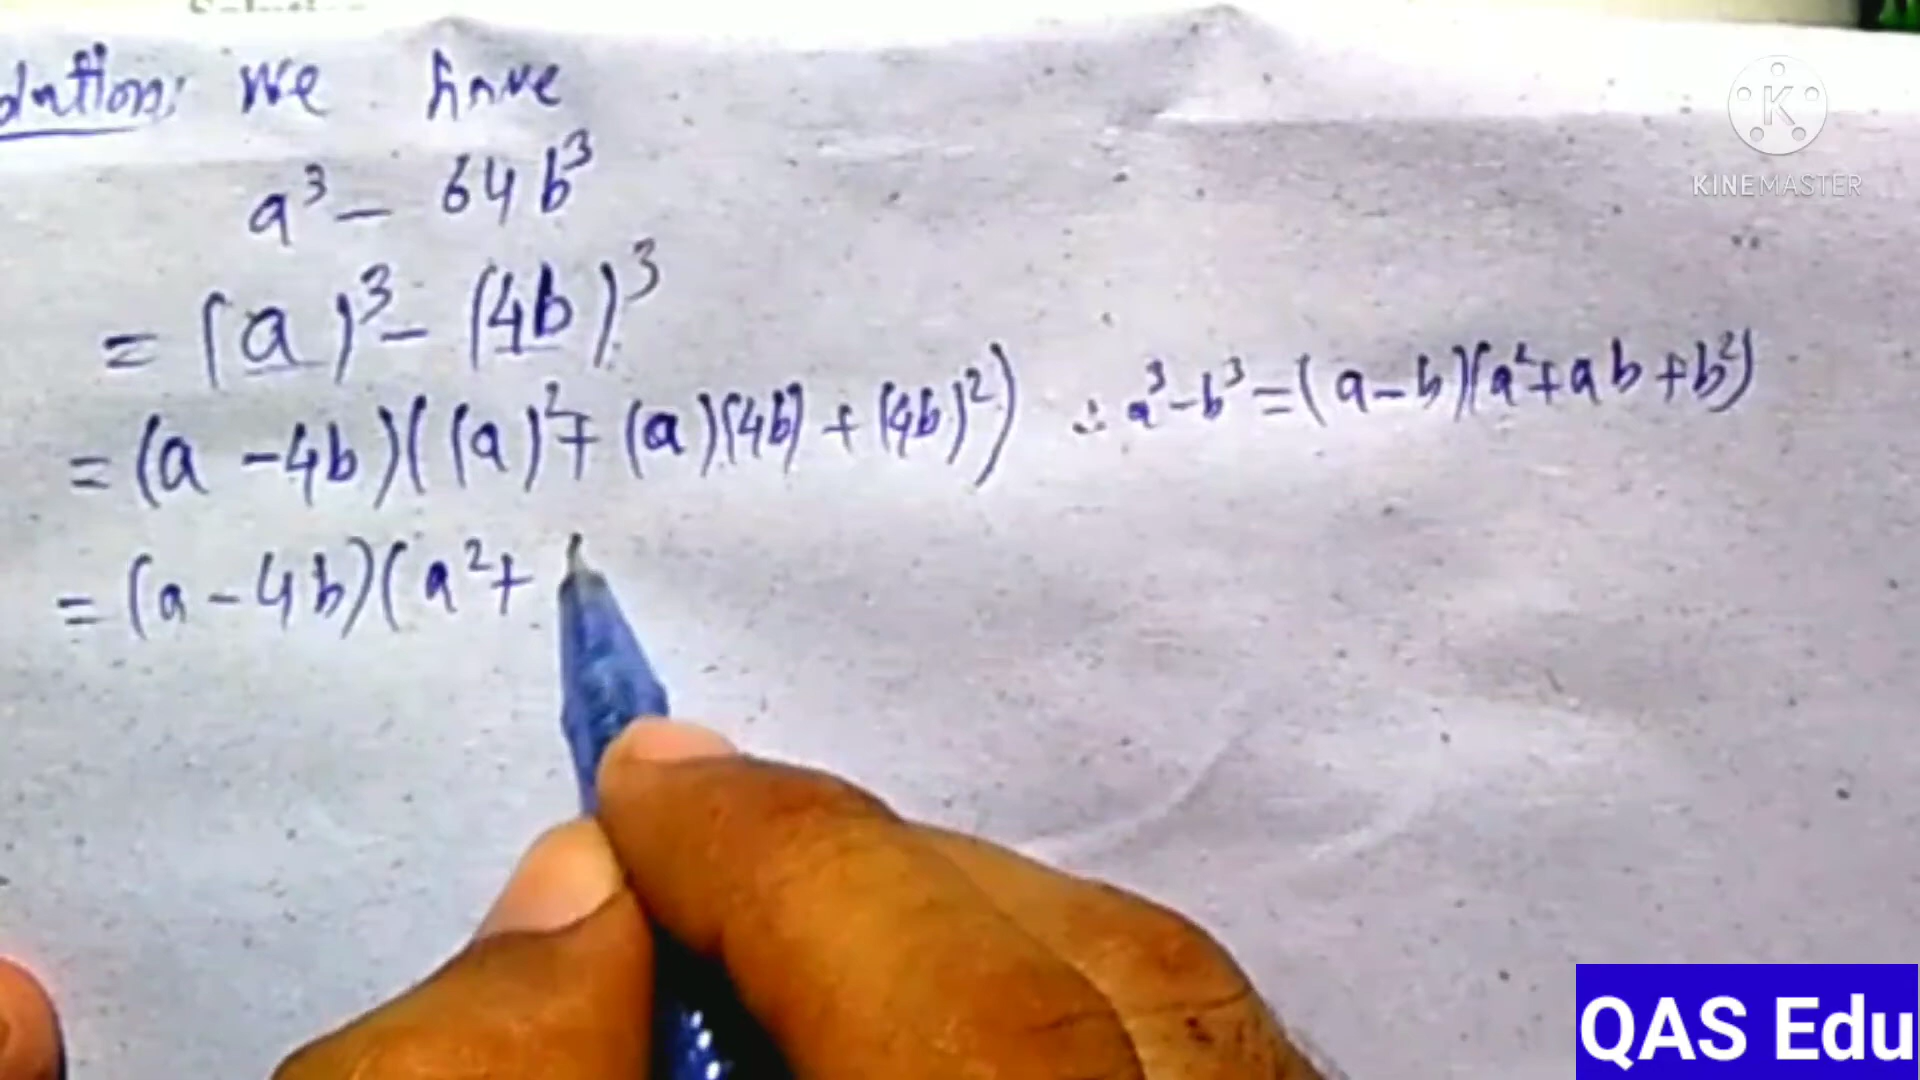 Solution
olution: We have
a³ – 64b³
= (a)³ – (4b)³
= (a – 4b)((a)² + (a)(4b) + (4b)²) ∴ a³ – b³ = (a – b)(a² + ab + b²)
= (a – 4b)(a² +
K
KINEMASTER
QAS Edu